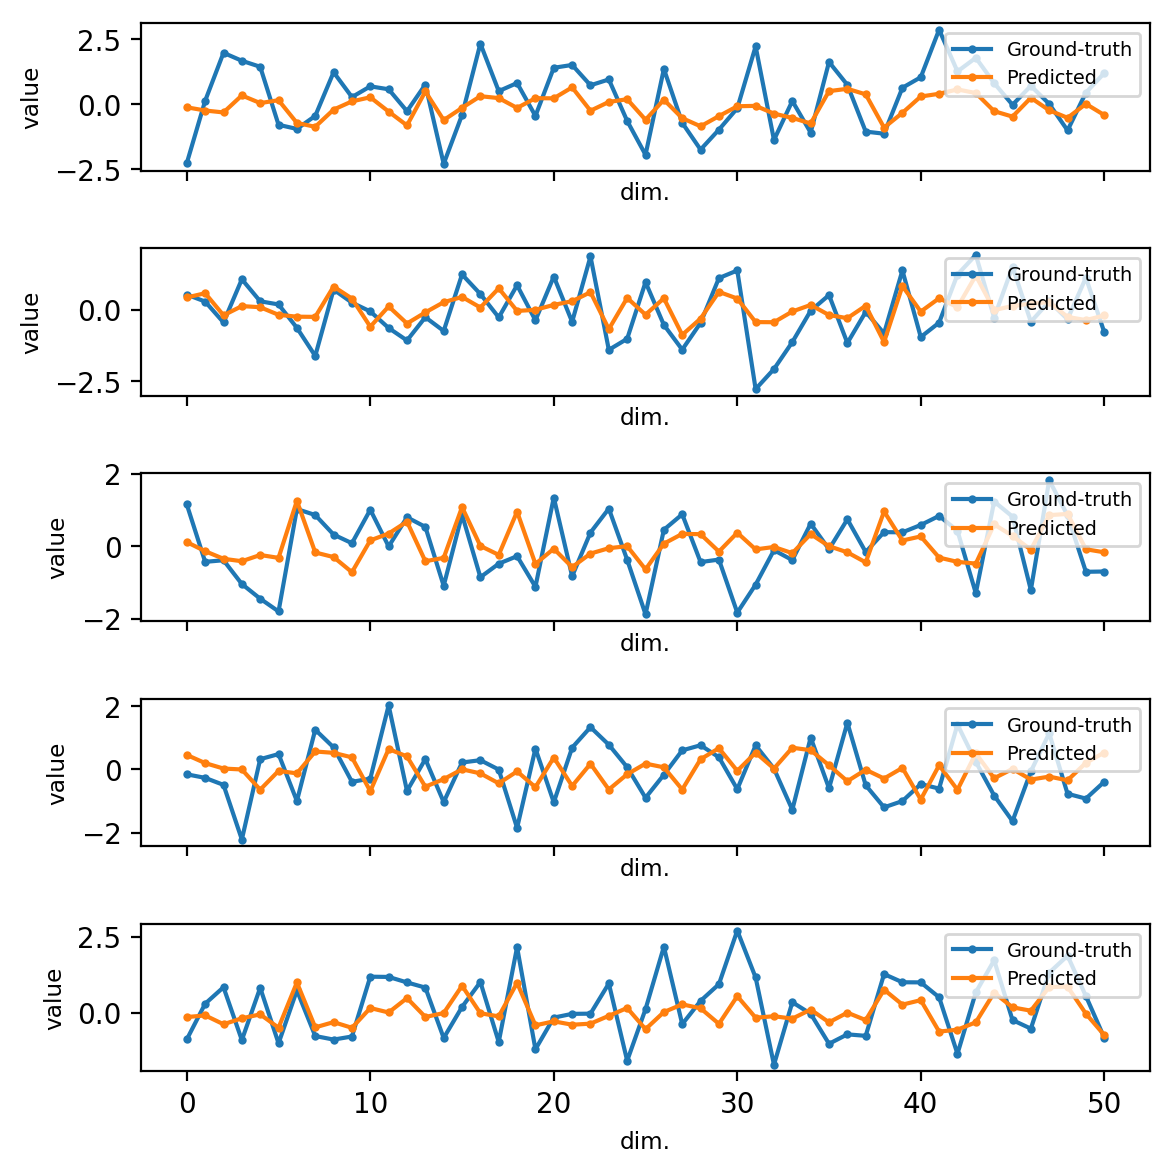 2.5
Ground-truth
Predicted
0.0
value
−2.5
dim.
Ground-truth
Predicted
0.0
value
−2.5
dim.
2
Ground-truth
Predicted
0
value
−2
dim.
2
Ground-truth
Predicted
0
value
−2
dim.
2.5
Ground-truth
Predicted
0.0
value
0 10 20 30 40 50
dim.